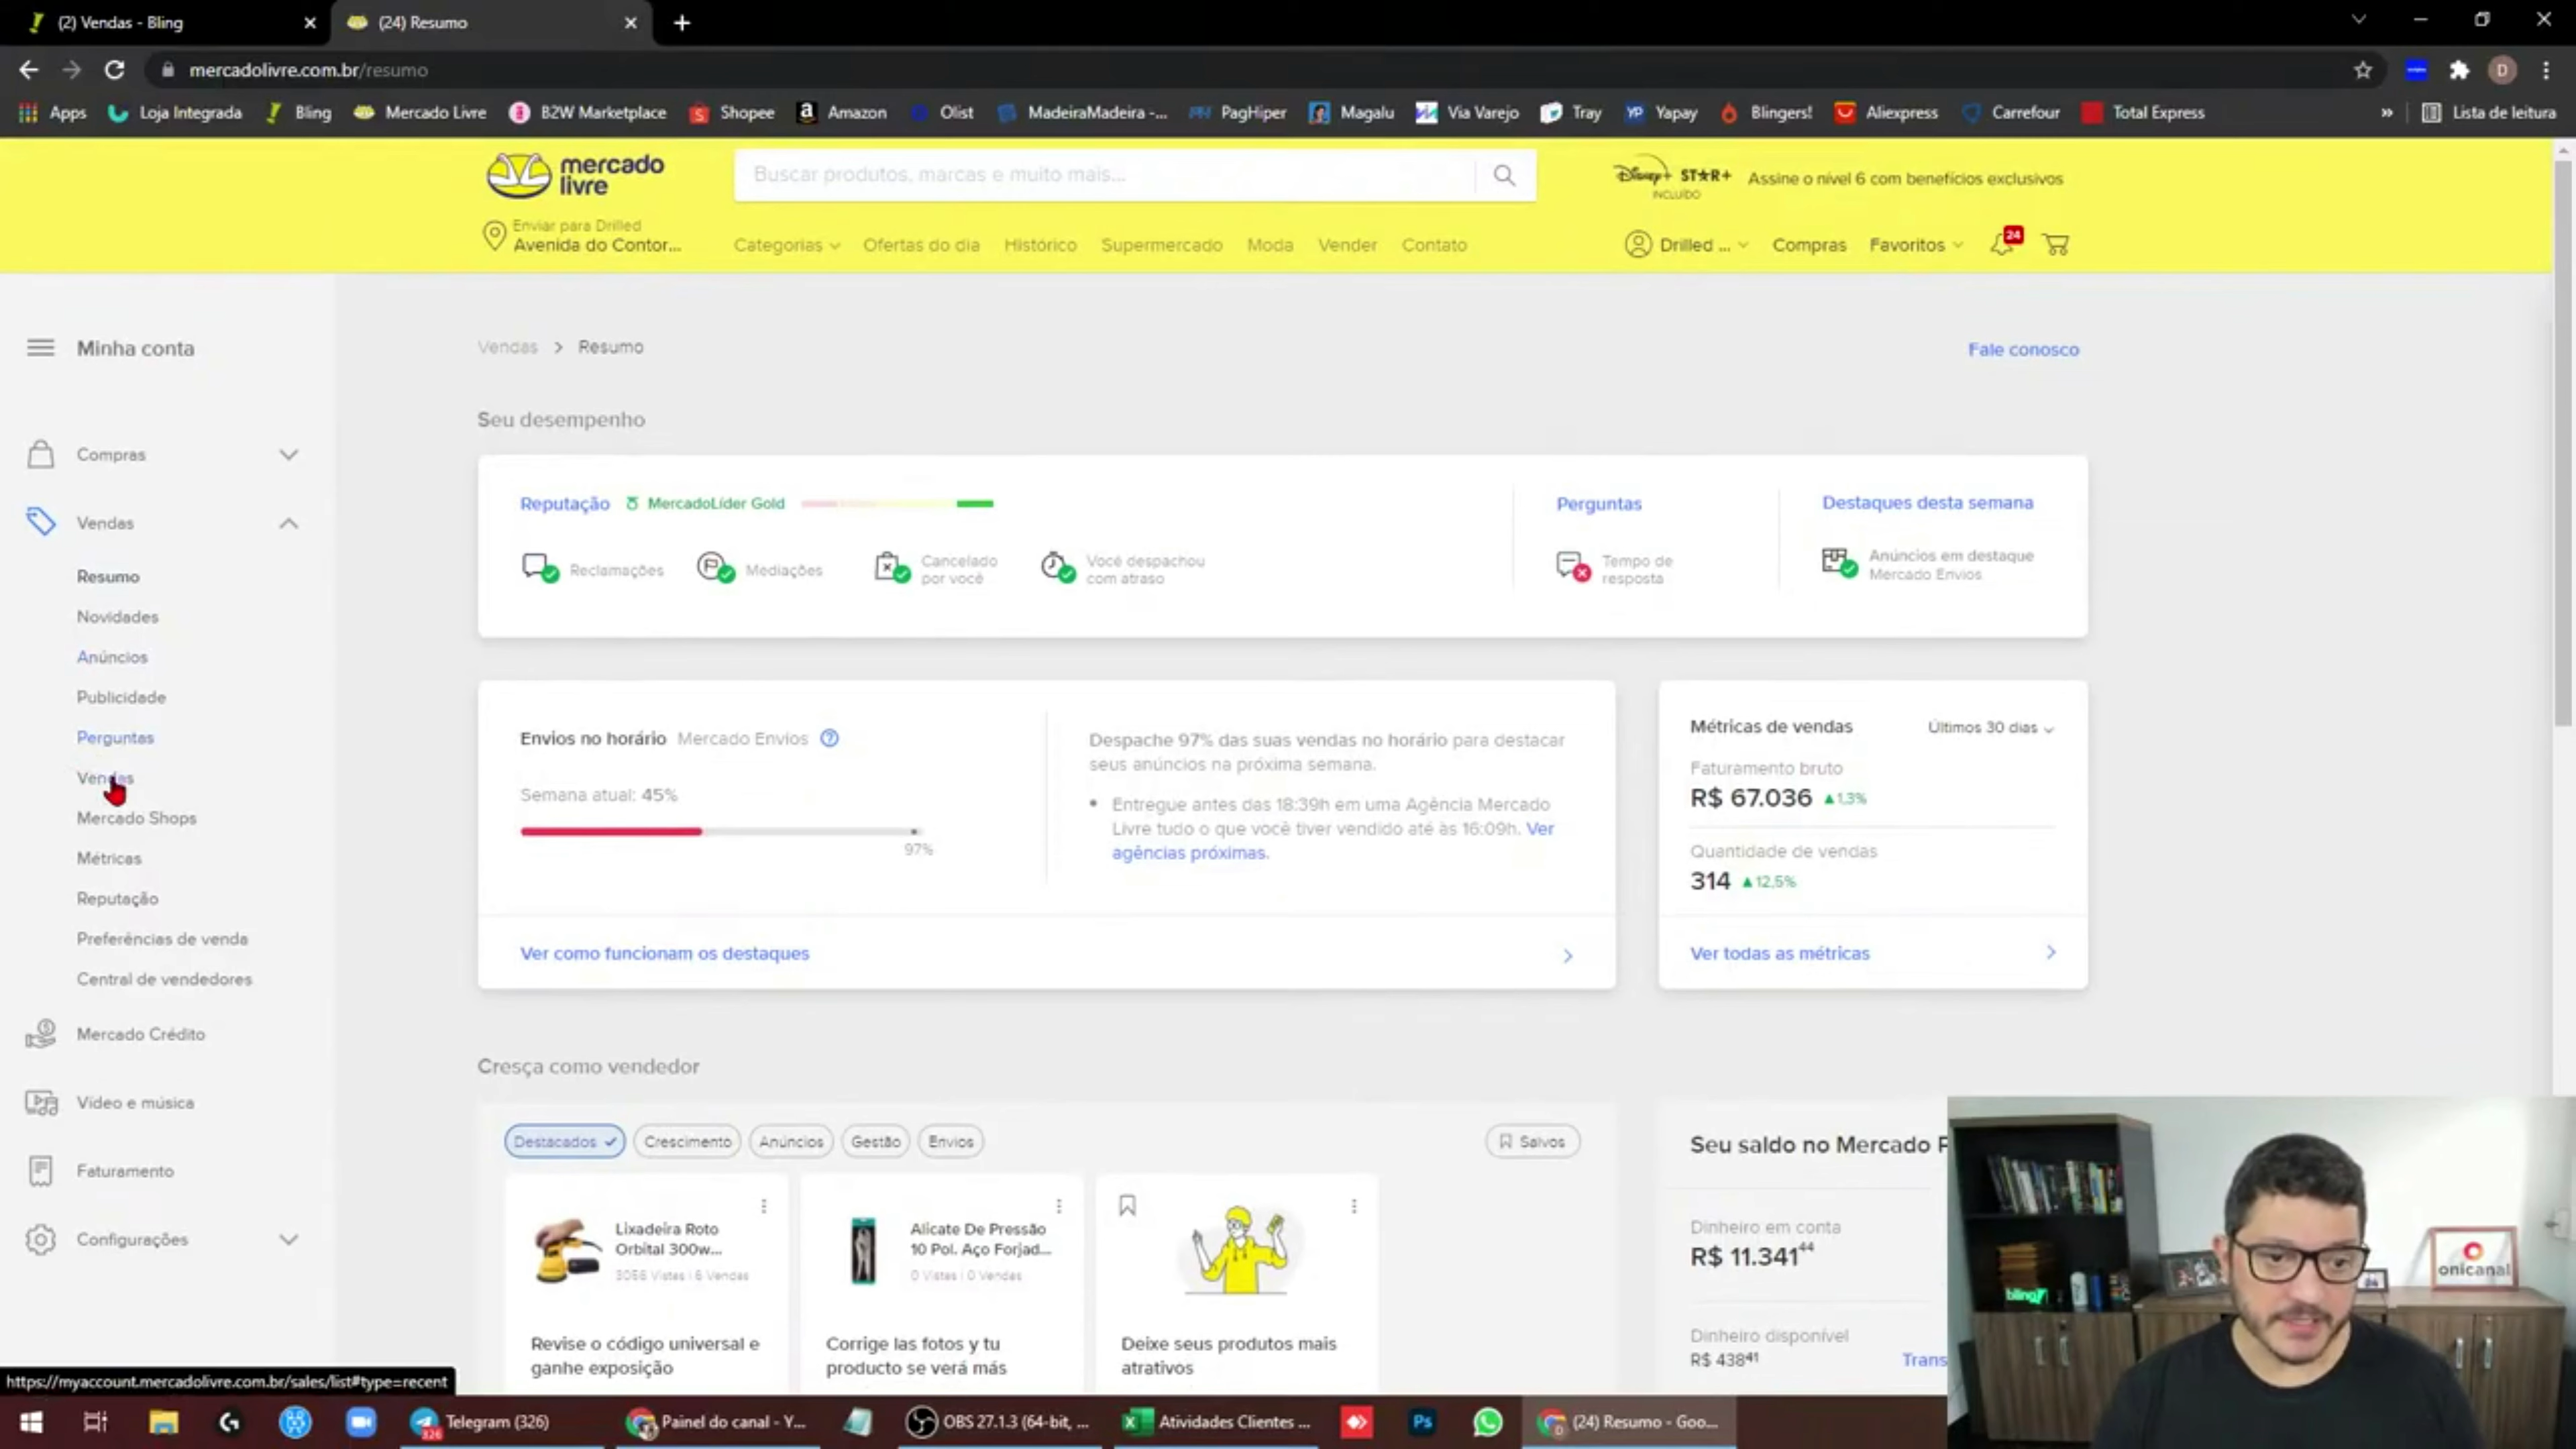 (2) Vendas - Bling
(24) Resumo
mercadolivre.com.br/resumo
Apps
Loja Integrada
Bling
Mercado Livre
B2W Marketplace
Shopee
Amazon
Olist
MadeiraMadeira -...
PagHiper
Magalu
Via Varejo
Tray
Yapay
Blingers!
Aliexpress
Carrefour
Total Express
»
Lista de leitura
mercado
livre
Buscar produtos, marcas e muito mais...
Disney+ ST★R+
INCLUÍDO
Assine o nível 6 com benefícios exclusivos
Enviar para Drilled
Avenida do Contor...
Categorias
Ofertas do dia
Histórico
Supermercado
Moda
Vender
Contato
Drilled ...
Compras
Favoritos
24
Minha conta
Compras
Vendas
Resumo
Novidades
Anúncios
Publicidade
Perguntas
Vendas
Mercado Shops
Métricas
Reputação
Preferências de venda
Central de vendedores
Mercado Crédito
Vídeo e música
Faturamento
Configurações
Vendas > Resumo
Fale conosco
Seu desempenho
Reputação
MercadoLíder Gold
Reclamações
Mediações
Cancelado
por você
Você despachou
com atraso
Perguntas
Tempo de
resposta
Destaques desta semana
Anúncios em destaque
Mercado Envios
Envios no horário Mercado Envios
Semana atual: 45%
97%
Despache 97% das suas vendas no horário para destacar
seus anúncios na próxima semana.
• Entregue antes das 18:39h em uma Agência Mercado
Livre tudo o que você tiver vendido até às 16:09h. Ver
agências próximas.
Ver como funcionam os destaques
Métricas de vendas
Últimos 30 dias
Faturamento bruto
R$ 67.036 ▲1,3%
Quantidade de vendas
314 ▲12,5%
Ver todas as métricas
Cresça como vendedor
Destacados
Crescimento
Anúncios
Gestão
Envios
Salvos
Lixadeira Roto
Orbital 300w...
3056 Vistas | 6 Vendas
Revise o código universal e
ganhe exposição
Alicate De Pressão
10 Pol. Aço Forjad...
0 Vistas | 0 Vendas
Corrige las fotos y tu
producto se verá más
Deixe seus produtos mais
atrativos
Seu saldo no Mercado P
Dinheiro em conta
R$ 11.341⁴⁴
Dinheiro disponível
R$ 438⁴¹
Trans
bling!
onicanal
https://myaccount.mercadolivre.com.br/sales/list#type=recent
326
Telegram (326)
Painel do canal - Y...
OBS 27.1.3 (64-bit, ...
Atividades Clientes ...
Ps
(24) Resumo - Goo...